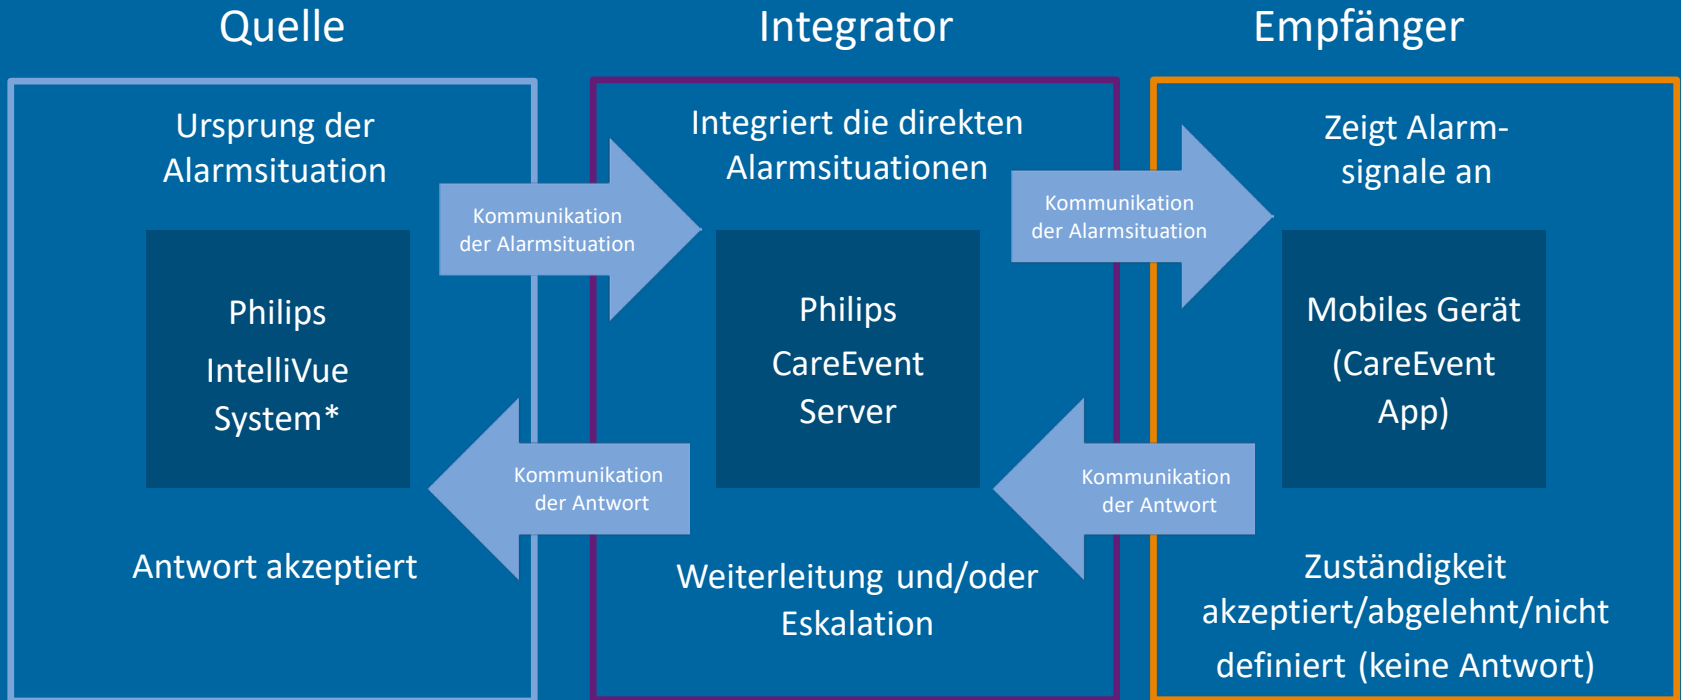 Quelle
Integrator
Empfänger
Ursprung der
Alarmsituation
Kommunikation
der Alarmsituation
Philips
IntelliVue
System*
Kommunikation
der Antwort
Antwort akzeptiert
Integriert die direkten
Alarmsituationen
Kommunikation
der Alarmsituation
Philips
CareEvent
Server
Kommunikation
der Antwort
Weiterleitung und/oder
Eskalation
Zeigt Alarm-
signale an
Mobiles Gerät
(CareEvent
App)
Zuständigkeit
akzeptiert/abgelehnt/nicht
definiert (keine Antwort)